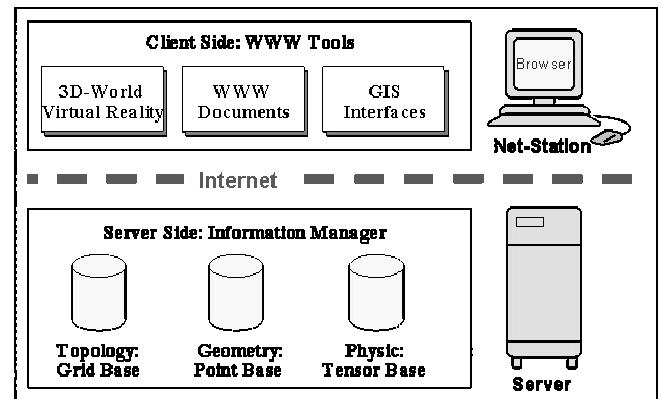 Client Side: WWW Tools
3D-World
Virtual Reality
WWW
Documents
GIS
Interfaces
Browser
Net-Station
Internet
Server Side: Information Manager
Topology:
Grid Base
Geometry:
Point Base
Physic:
Tensor Base
Server